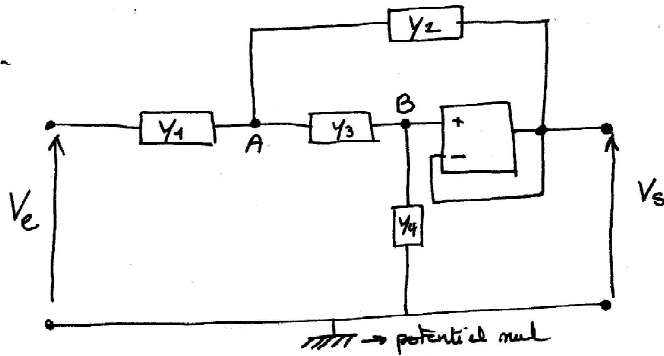 Y2
Y1
A
Y3
B
+
-
Ve
Y4
Vs
→ potentiel nul